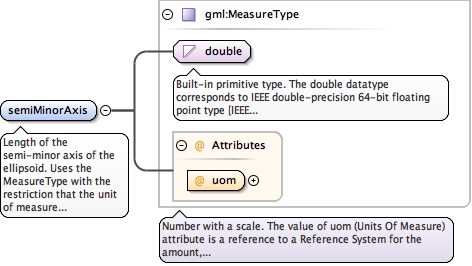 gml:MeasureType
double
Built-in primitive type. The double datatype
corresponds to IEEE double-precision 64-bit floating
point type [IEEE...
semiMinorAxis
Length of the
semi-minor axis of the
ellipsoid. Uses the
MeasureType with the
restriction that the unit
of measure...
@ Attributes
@ uom
Number with a scale. The value of uom (Units Of Measure)
attribute is a reference to a Reference System for the
amount,...